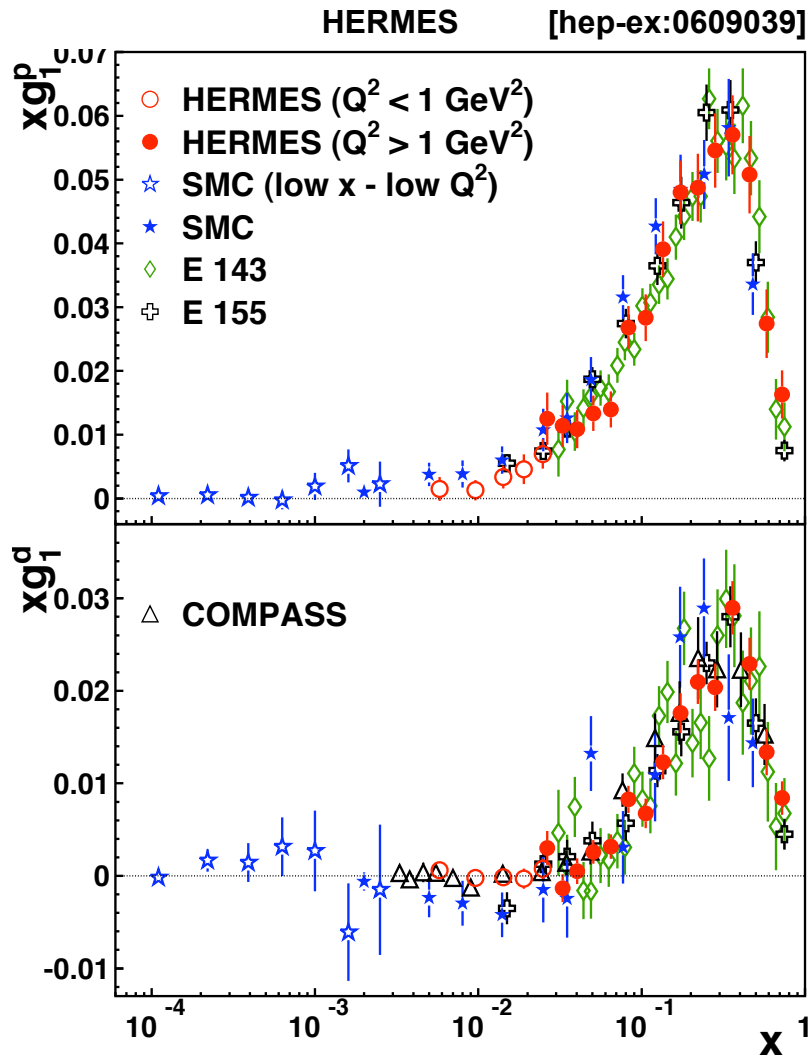 HERMES [hep-ex:0609039]
xg₁ᵖ
0.07
0.06
0.05
0.04
0.03
0.02
0.01
0
HERMES (Q² < 1 GeV²)
HERMES (Q² > 1 GeV²)
SMC (low x - low Q²)
SMC
E 143
E 155
xg₁ᵈ
0.03
0.02
0.01
0
-0.01
COMPASS
10⁻⁴ 10⁻³ 10⁻² 10⁻¹ 1
x